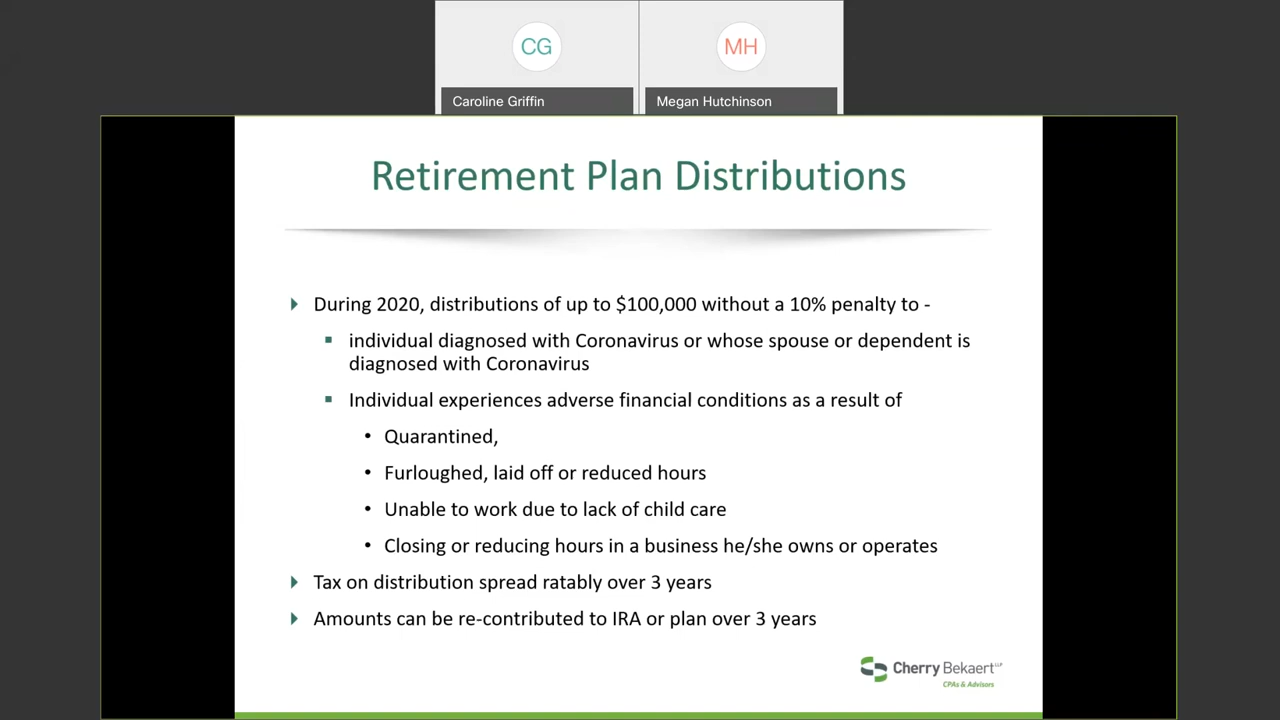 CG
MH
Caroline Griffin
Megan Hutchinson
Retirement Plan Distributions
During 2020, distributions of up to $100,000 without a 10% penalty to -
individual diagnosed with Coronavirus or whose spouse or dependent is
diagnosed with Coronavirus
Individual experiences adverse financial conditions as a result of
• Quarantined,
• Furloughed, laid off or reduced hours
• Unable to work due to lack of child care
• Closing or reducing hours in a business he/she owns or operates
Tax on distribution spread ratably over 3 years
Amounts can be re-contributed to IRA or plan over 3 years
Cherry Bekaert LLP
CPAs & Advisors